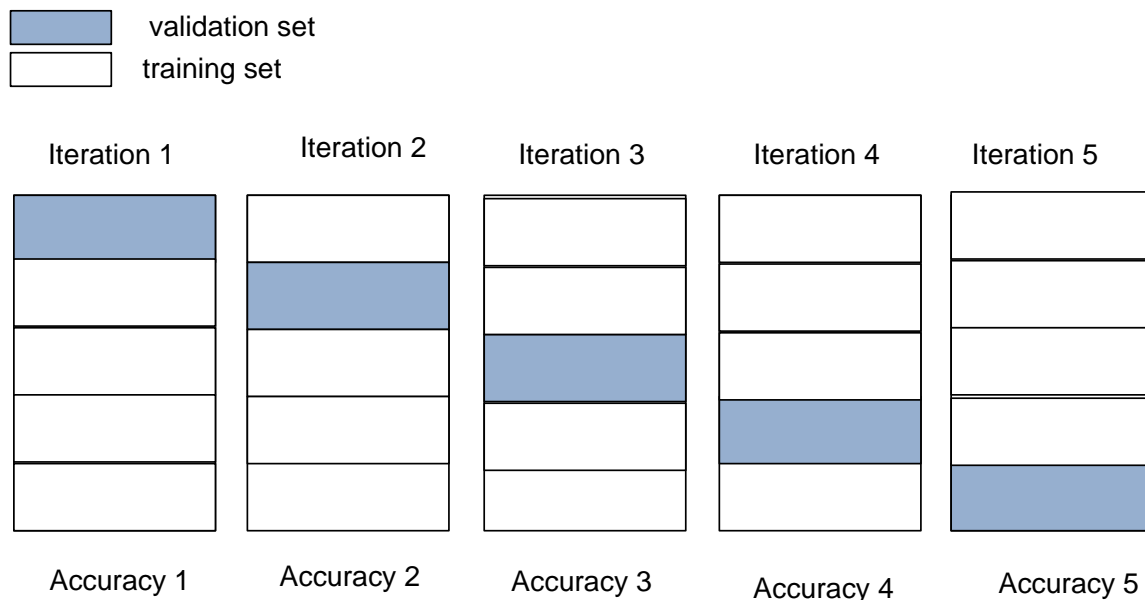 validation set
training set
Iteration 1
Iteration 2
Iteration 3
Iteration 4
Iteration 5
Accuracy 1
Accuracy 2
Accuracy 3
Accuracy 4
Accuracy 5